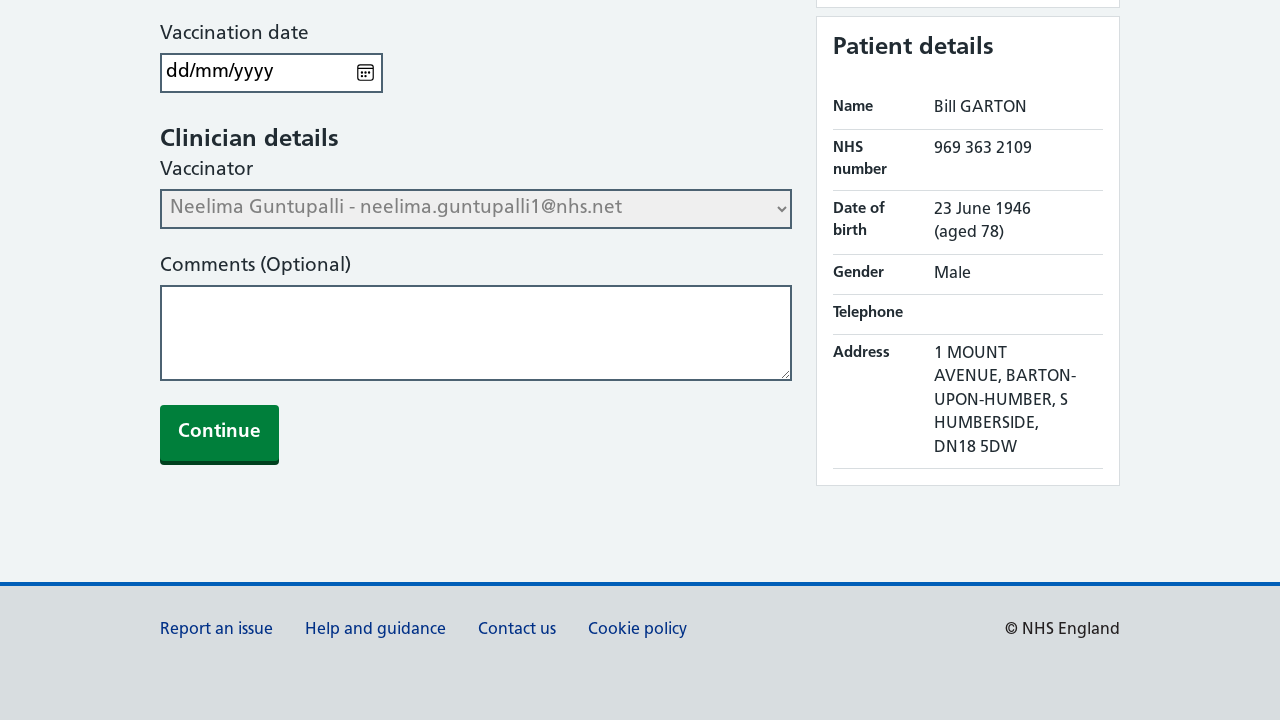 Vaccination date
dd/mm/yyyy
Clinician details
Vaccinator
Neelima Guntupalli - neelima.guntupalli1@nhs.net
Comments (Optional)
Continue
Patient details
Name Bill GARTON
NHS number 969 363 2109
Date of birth 23 June 1946
(aged 78)
Gender Male
Telephone
Address 1 MOUNT
AVENUE, BARTON-
UPON-HUMBER, S
HUMBERSIDE,
DN18 5DW
Report an issue Help and guidance Contact us Cookie policy © NHS England